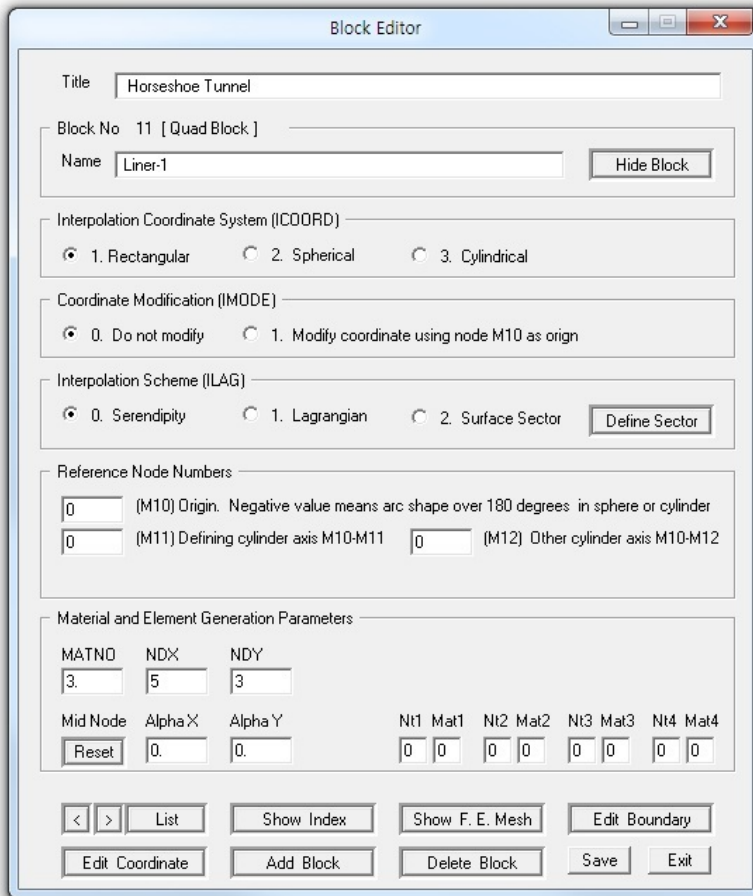 Block Editor
Title Horseshoe Tunnel
Block No 11 [ Quad Block ]
Name Liner-1 Hide Block
Interpolation Coordinate System (ICOORD)
1. Rectangular 2. Spherical 3. Cylindrical
Coordinate Modification (IMODE)
0. Do not modify 1. Modify coordinate using node M10 as orign
Interpolation Scheme (ILAG)
0. Serendipity 1. Lagrangian 2. Surface Sector Define Sector
Reference Node Numbers
0 (M10) Origin. Negative value means arc shape over 180 degrees in sphere or cylinder
0 (M11) Defining cylinder axis M10-M11 0 (M12) Other cylinder axis M10-M12
Material and Element Generation Parameters
MATNO NDX NDY
3. 5 3
Mid Node Alpha X Alpha Y Nt1 Mat1 Nt2 Mat2 Nt3 Mat3 Nt4 Mat4
Reset 0. 0. 0 0 0 0 0 0 0 0
< > List Show Index Show F. E. Mesh Edit Boundary
Edit Coordinate Add Block Delete Block Save Exit